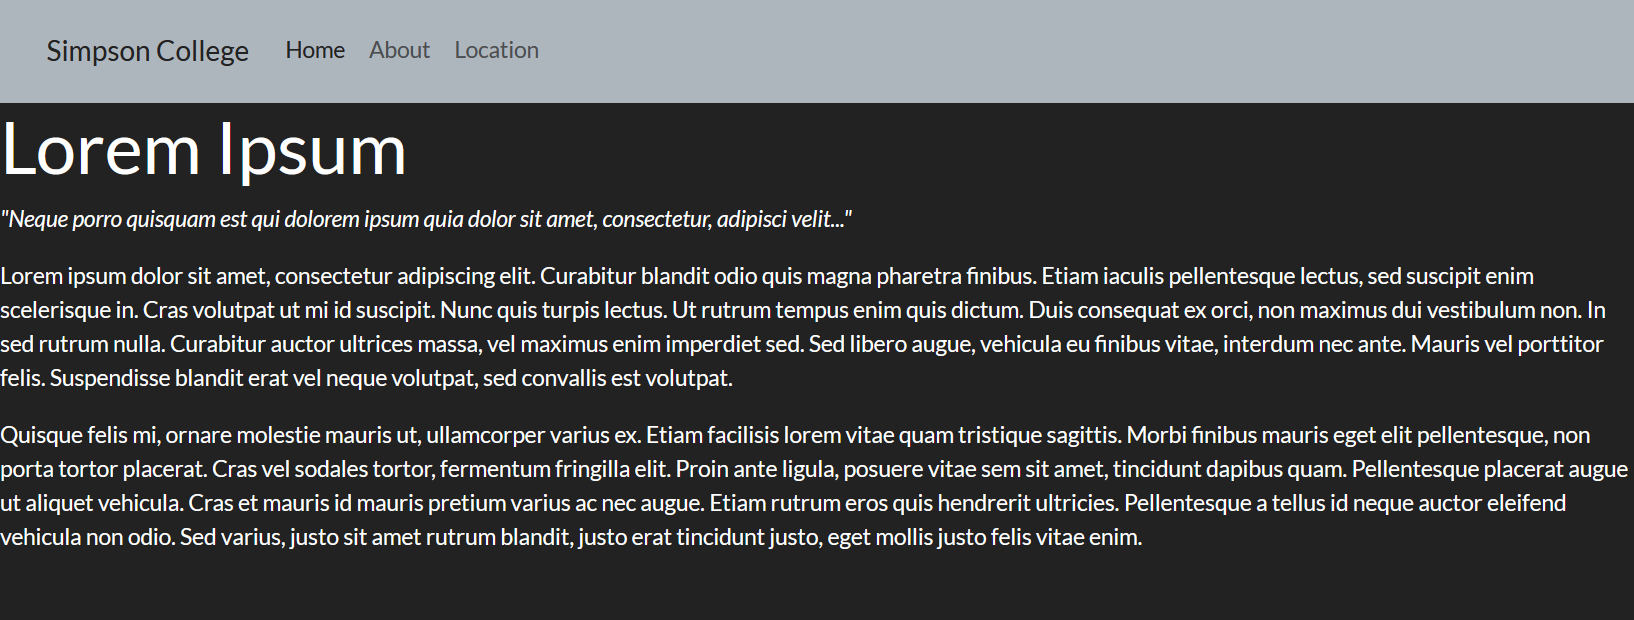 Simpson College Home About Location
Lorem Ipsum
"Neque porro quisquam est qui dolorem ipsum quia dolor sit amet, consectetur, adipisci velit..."
Lorem ipsum dolor sit amet, consectetur adipiscing elit. Curabitur blandit odio quis magna pharetra finibus. Etiam iaculis pellentesque lectus, sed suscipit enim
scelerisque in. Cras volutpat ut mi id suscipit. Nunc quis turpis lectus. Ut rutrum tempus enim quis dictum. Duis consequat ex orci, non maximus dui vestibulum non. In
sed rutrum nulla. Curabitur auctor ultrices massa, vel maximus enim imperdiet sed. Sed libero augue, vehicula eu finibus vitae, interdum nec ante. Mauris vel porttitor
felis. Suspendisse blandit erat vel neque volutpat, sed convallis est volutpat.
Quisque felis mi, ornare molestie mauris ut, ullamcorper varius ex. Etiam facilisis lorem vitae quam tristique sagittis. Morbi finibus mauris eget elit pellentesque, non
porta tortor placerat. Cras vel sodales tortor, fermentum fringilla elit. Proin ante ligula, posuere vitae sem sit amet, tincidunt dapibus quam. Pellentesque placerat augue
ut aliquet vehicula. Cras et mauris id mauris pretium varius ac nec augue. Etiam rutrum eros quis hendrerit ultricies. Pellentesque a tellus id neque auctor eleifend
vehicula non odio. Sed varius, justo sit amet rutrum blandit, justo erat tincidunt justo, eget mollis justo felis vitae enim.